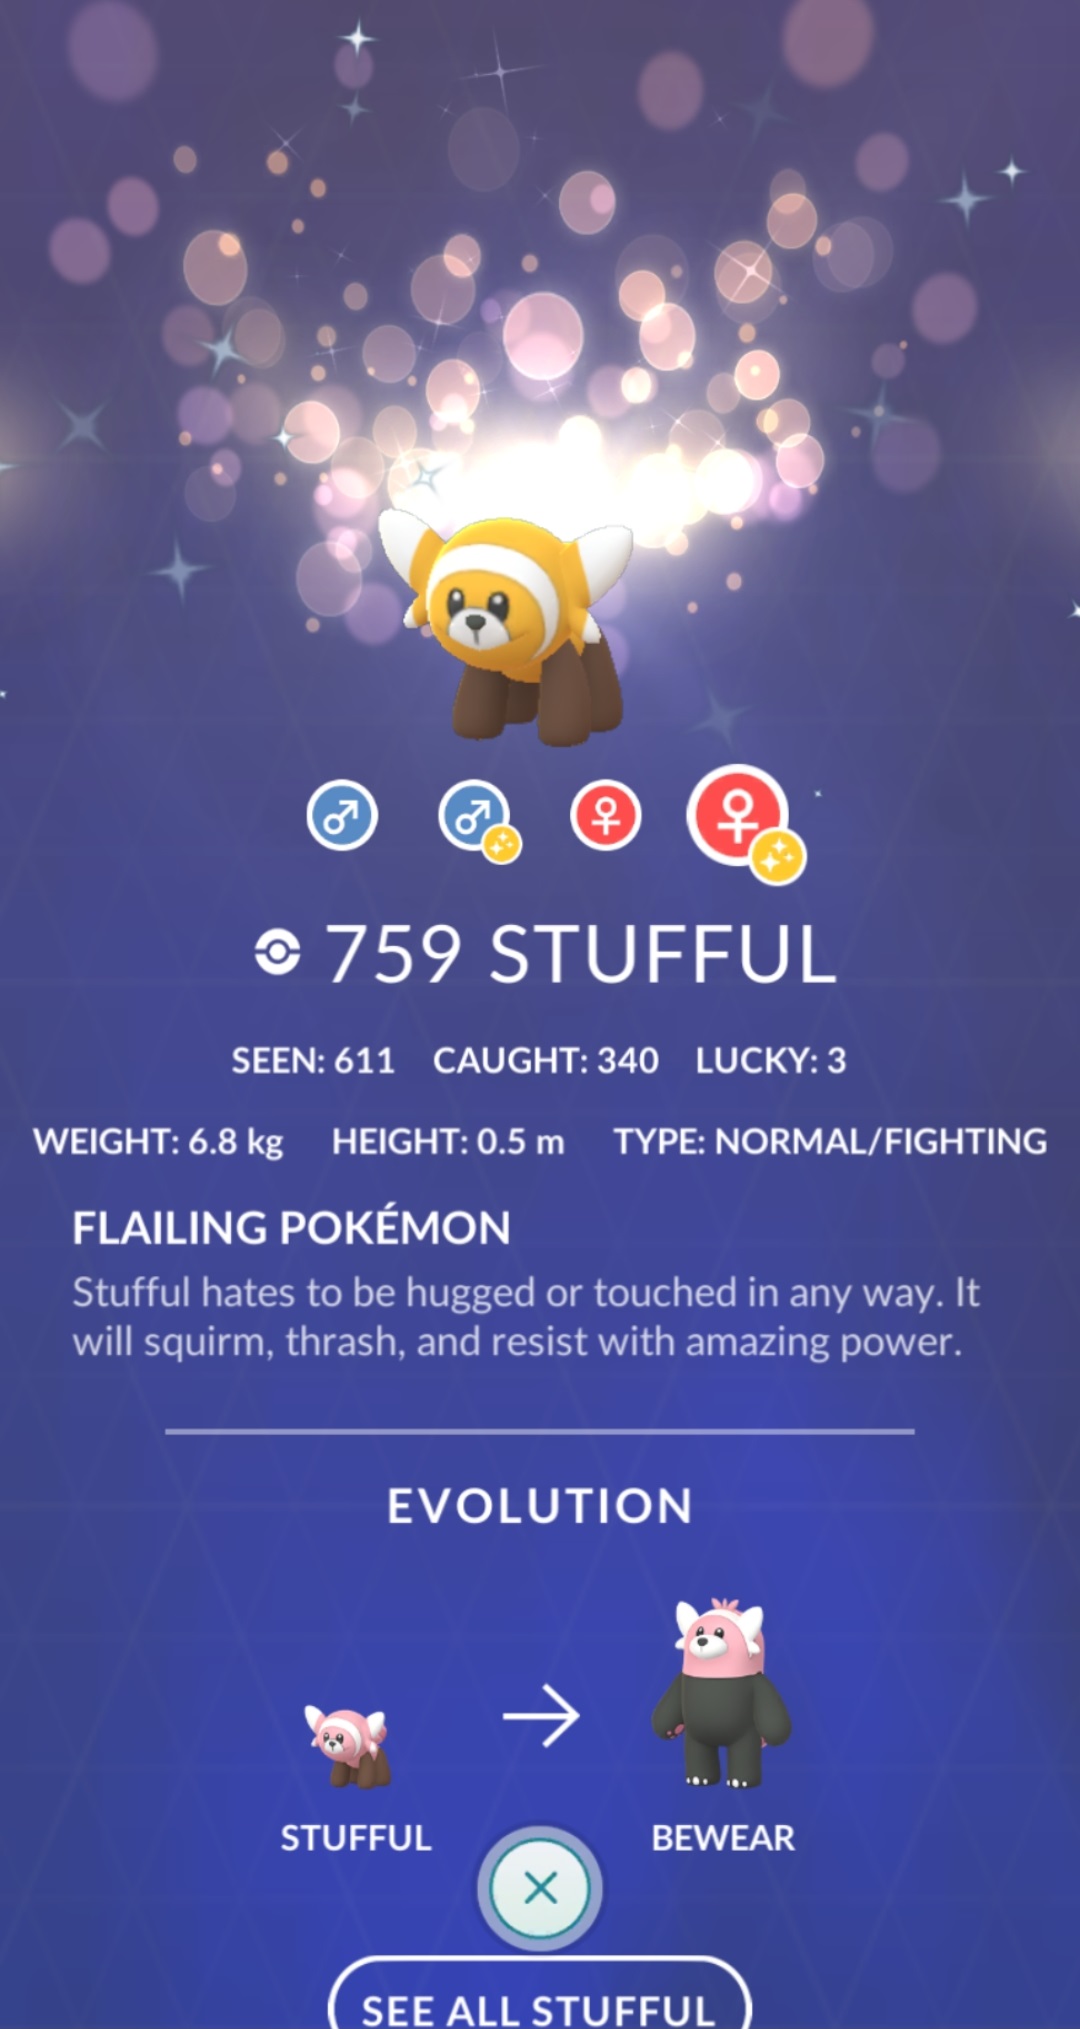 759 STUFFUL
SEEN: 611 CAUGHT: 340 LUCKY: 3
WEIGHT: 6.8 kg HEIGHT: 0.5 m TYPE: NORMAL/FIGHTING
FLAILING POKÉMON
Stufful hates to be hugged or touched in any way. It
will squirm, thrash, and resist with amazing power.
EVOLUTION
STUFFUL BEWEAR
SEE ALL STUFFUL